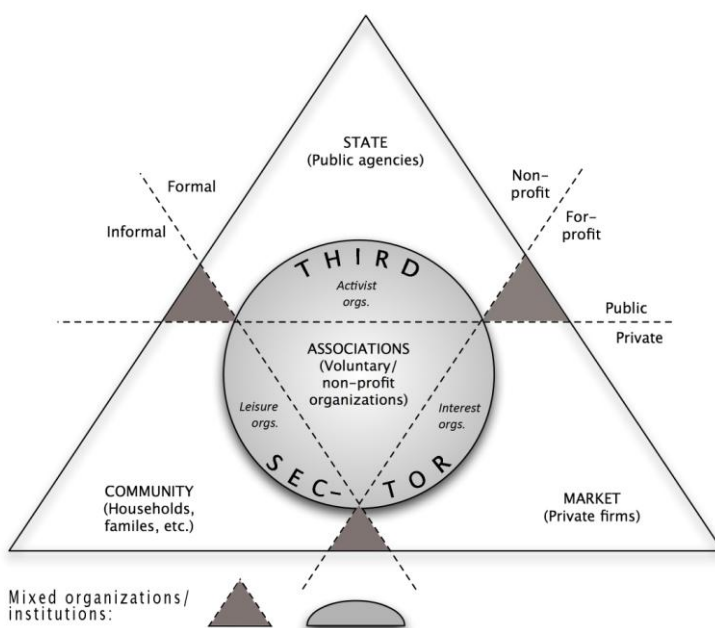 STATE
(Public agencies)
Non-
profit
Formal
For-
profit
Informal
THIRD
Activist
orgs.
Public
Private
ASSOCIATIONS
(Voluntary/
non-profit
organizations)
Leisure
orgs.
Interest
orgs.
SEC-TOR
COMMUNITY
(Households,
familes, etc.)
MARKET
(Private firms)
Mixed organizations/
institutions: